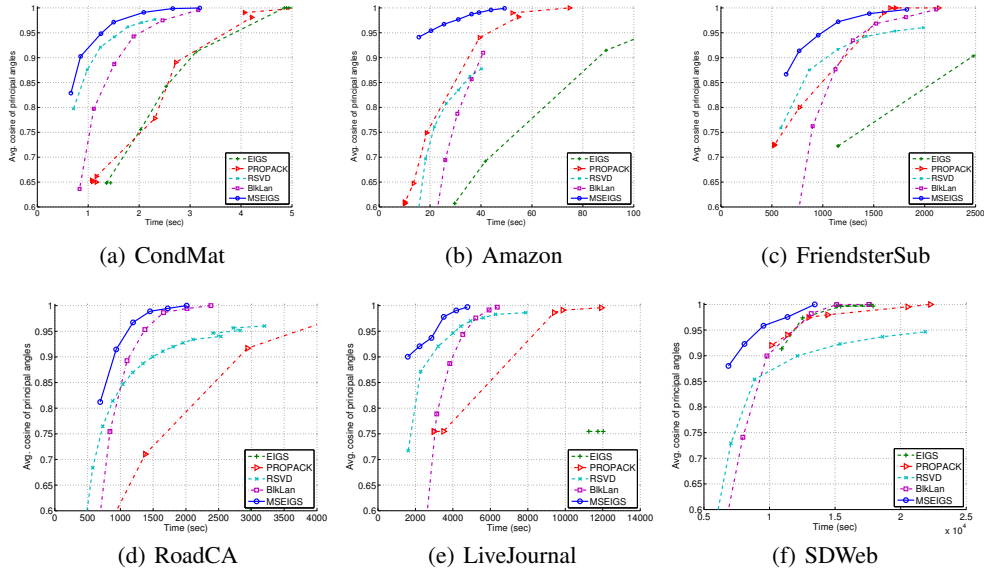 Avg. cosine of principal angles
1
0.95
0.9
0.85
0.8
0.75
0.7
0.65
0.6
0 1 2 3 4 5
Time (sec)
EIGS
PROPACK
RSVD
BlkLan
MSEIGS
(a) CondMat
Avg. cosine of principal angles
1
0.95
0.9
0.85
0.8
0.75
0.7
0.65
0.6
0 20 40 60 80 100
Time (sec)
EIGS
PROPACK
RSVD
BlkLan
MSEIGS
(b) Amazon
Avg. cosine of principal angles
1
0.95
0.9
0.85
0.8
0.75
0.7
0.65
0.6
0 500 1000 1500 2000 2500
Time (sec)
EIGS
PROPACK
RSVD
BlkLan
MSEIGS
(c) FriendsterSub
Avg. cosine of principal angles
1
0.95
0.9
0.85
0.8
0.75
0.7
0.65
0.6
0 500 1000 1500 2000 2500 3000 3500 4000
Time (sec)
EIGS
PROPACK
RSVD
BlkLan
MSEIGS
(d) RoadCA
Avg. cosine of principal angles
1
0.95
0.9
0.85
0.8
0.75
0.7
0.65
0.6
0 2000 4000 6000 8000 10000 12000 14000
Time (sec)
EIGS
PROPACK
RSVD
BlkLan
MSEIGS
(e) LiveJournal
Avg. cosine of principal angles
1
0.95
0.9
0.85
0.8
0.75
0.7
0.65
0.6
0.5 1 1.5 2 2.5
x 10⁴
Time (sec)
EIGS
PROPACK
RSVD
BlkLan
MSEIGS
(f) SDWeb